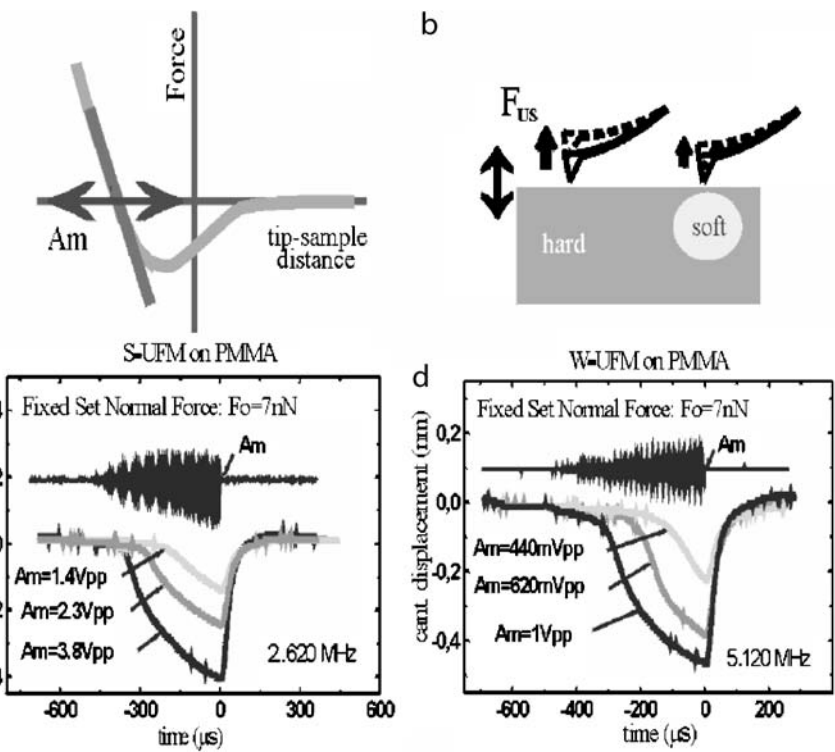 Force
Am
tip-sample
distance
b
F_US
hard
soft
S-UFM on PMMA
Fixed Set Normal Force: Fo=7nN
Am
Am=1.4Vpp
Am=2.3Vpp
Am=3.8Vpp
2.620 MHz
-600
-300
0
300
600
time (µs)
d
W-UFM on PMMA
Fixed Set Normal Force: Fo=7nN
Am
0,2
0,0
-0,2
-0,4
cant. displacement (nm)
Am=440mVpp
Am=620mVpp
Am=1Vpp
5.120 MHz
-600
-400
-200
0
200
time (µs)